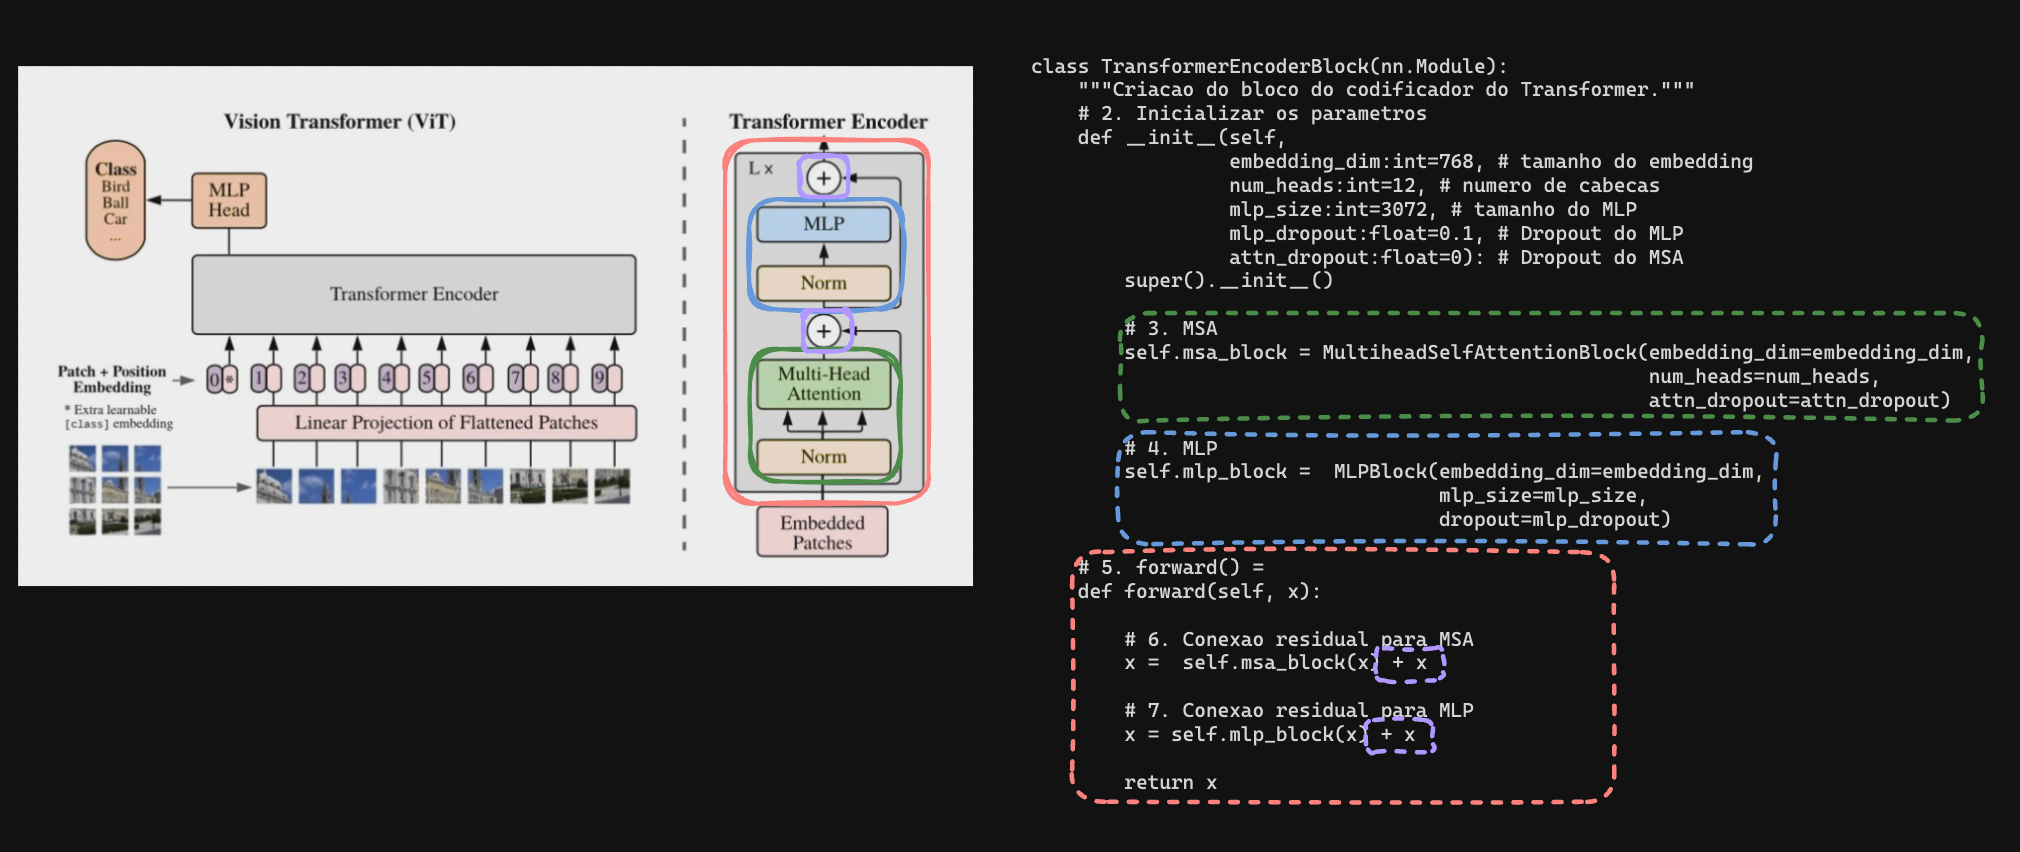 Vision Transformer (ViT)
Class
Bird
Ball
Car
...
MLP
Head
Transformer Encoder
Patch + Position
Embedding
0 * 1 2 3 4 5 6 7 8 9
* Extra learnable
[class] embedding
Linear Projection of Flattened Patches
Transformer Encoder
L ×
+
MLP
Norm
+
Multi-Head
Attention
Norm
Embedded
Patches
class TransformerEncoderBlock(nn.Module):
    """Criacao do bloco do codificador do Transformer."""
    # 2. Inicializar os parametros
    def __init__(self,
                 embedding_dim:int=768, # tamanho do embedding
                 num_heads:int=12, # numero de cabecas
                 mlp_size:int=3072, # tamanho do MLP
                 mlp_dropout:float=0.1, # Dropout do MLP
                 attn_dropout:float=0): # Dropout do MSA
        super().__init__()
        # 3. MSA
        self.msa_block = MultiheadSelfAttentionBlock(embedding_dim=embedding_dim,
                                                     num_heads=num_heads,
                                                     attn_dropout=attn_dropout)
        # 4. MLP
        self.mlp_block =  MLPBlock(embedding_dim=embedding_dim,
                                   mlp_size=mlp_size,
                                   dropout=mlp_dropout)
    # 5. forward() =
    def forward(self, x):
        # 6. Conexao residual para MSA
        x =  self.msa_block(x) + x
        # 7. Conexao residual para MLP
        x = self.mlp_block(x) + x
        return x